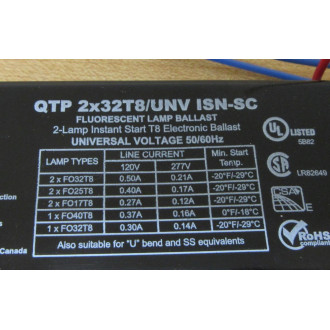 QTP 2x32T8/UNV ISN-SC
FLUORESCENT LAMP BALLAST
2-Lamp Instant Start T8 Electronic Ballast
UNIVERSAL VOLTAGE 50/60Hz
LAMP TYPES LINE CURRENT Min. Start Temp.
120V 277V
2 x FO32T8 0.50A 0.21A -20°F/-29°C
2 x FO25T8 0.40A 0.17A -20°F/-29°C
2 x FO17T8 0.27A 0.12A -20°F/-29°C
1 x FO40T8 0.37A 0.16A 0°F/-18°C
1 x FO32T8 0.30A 0.14A -20°F/-29°C
Also suitable for "U" bend and SS equivalents
UL LISTED
5B82
LR82649
RoHS
compliant
Canada